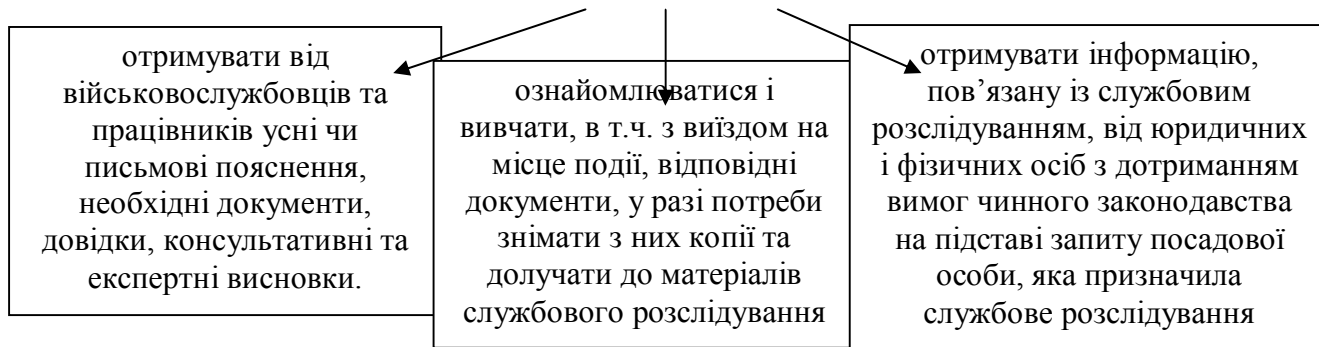 отримувати від
військовослужбовців та
працівників усні чи
письмові пояснення,
необхідні документи,
довідки, консультативні та
експертні висновки.
ознайомлюватися і
вивчати, в т.ч. з виїздом на
місце події, відповідні
документи, у разі потреби
знімати з них копії та
долучати до матеріалів
службового розслідування
отримувати інформацію,
пов’язану із службовим
розслідуванням, від юридичних
і фізичних осіб з дотриманням
вимог чинного законодавства
на підставі запиту посадової
особи, яка призначила
службове розслідування